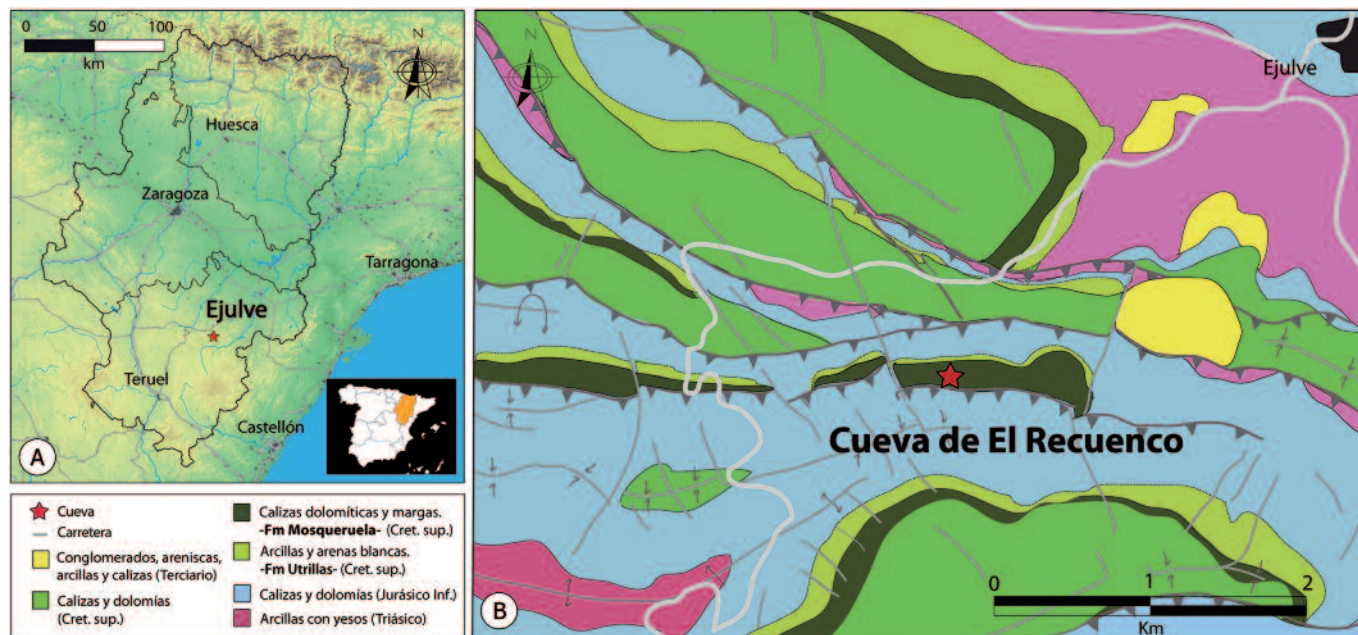 0 50 100
km
N
Huesca
Zaragoza
Tarragona
Ejulve
Teruel
Castellón
A
Cueva
Carretera
Conglomerados, areniscas,
arcillas y calizas (Terciario)
Calizas y dolomías
(Cret. sup.)
Calizas dolomíticas y margas.
-Fm Mosqueruela- (Cret. sup.)
Arcillas y arenas blancas.
-Fm Utrillas- (Cret. sup.)
Calizas y dolomías (Jurásico Inf.)
Arcillas con yesos (Triásico)
N
Ejulve
Cueva de El Recuenco
0 1 2
Km
B